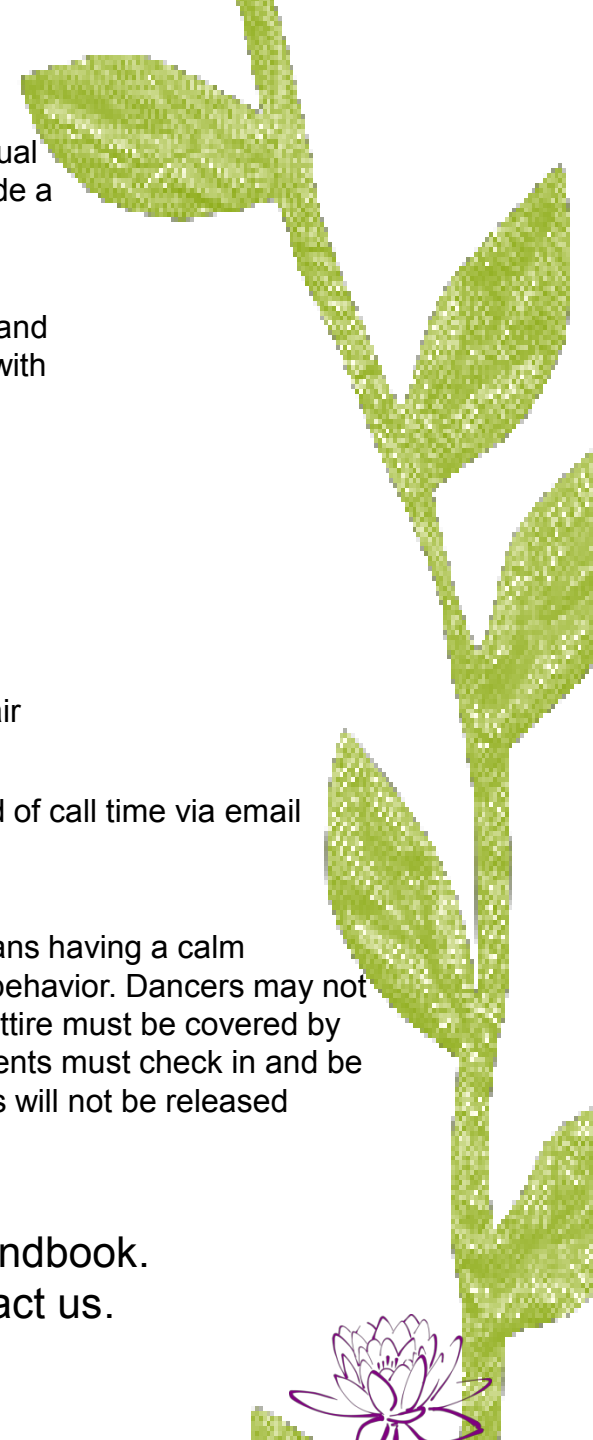 ual
de a
and
with
air
d of call time via email
ans having a calm
behavior. Dancers may not
ttire must be covered by
ents must check in and be
s will not be released
ndbook.
act us.